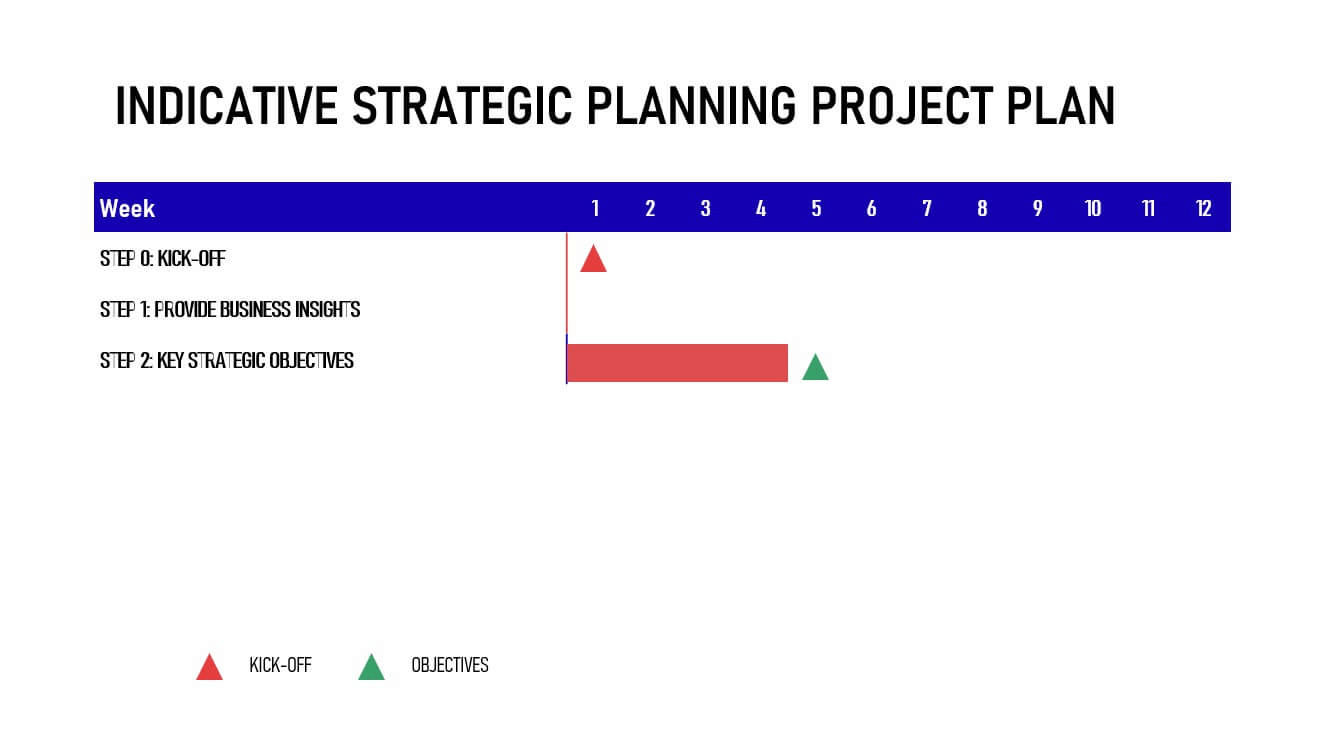 INDICATIVE STRATEGIC PLANNING PROJECT PLAN
Week 1 2 3 4 5 6 7 8 9 10 11 12
STEP 0: KICK-OFF
STEP 1: PROVIDE BUSINESS INSIGHTS
STEP 2: KEY STRATEGIC OBJECTIVES
KICK-OFF OBJECTIVES